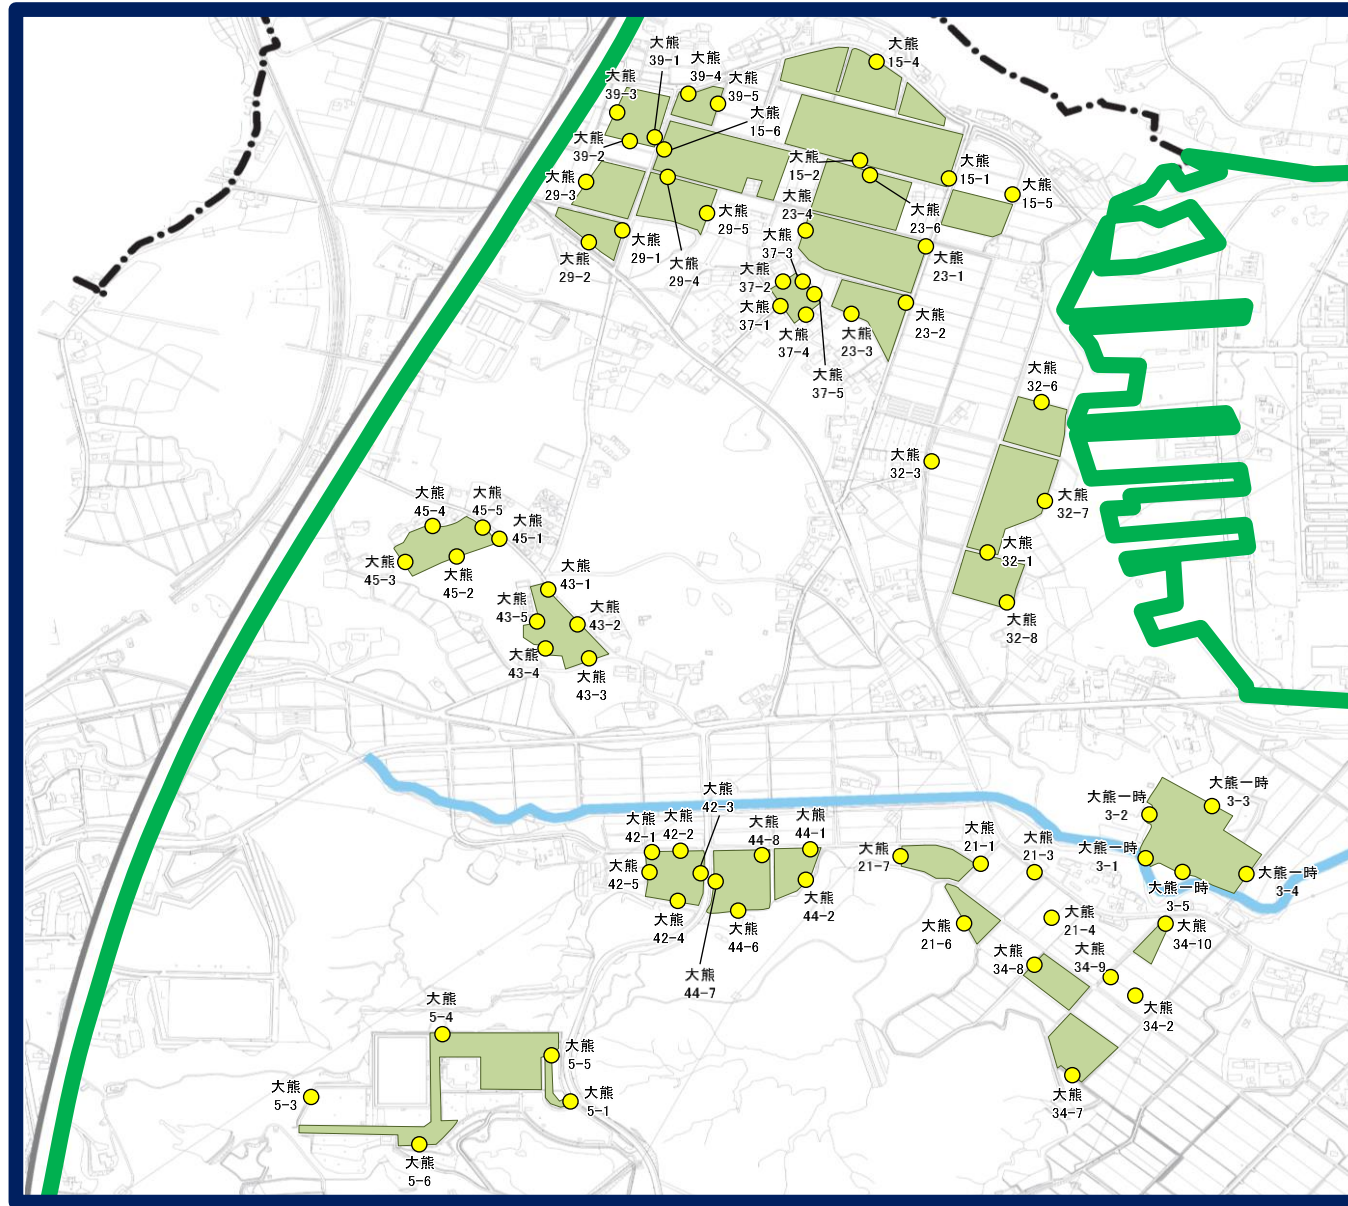 大熊
39-1
大熊
39-4
大熊
15-4
大熊
39-3
大熊
39-5
大熊
15-6
大熊
39-2
大熊
15-2
大熊
15-1
大熊
15-5
大熊
29-3
大熊
23-4
大熊
23-6
大熊
29-5
大熊
29-1
大熊
29-2
大熊
29-4
大熊
37-3
大熊
23-1
大熊
37-2
大熊
37-1
大熊
37-4
大熊
23-3
大熊
23-2
大熊
37-5
大熊
32-6
大熊
32-3
大熊
32-7
大熊
32-1
大熊
32-8
大熊
45-4
大熊
45-5
大熊
45-1
大熊
45-3
大熊
45-2
大熊
43-1
大熊
43-5
大熊
43-2
大熊
43-4
大熊
43-3
大熊
42-3
大熊
42-1
大熊
42-2
大熊
44-8
大熊
44-1
大熊
42-5
大熊
42-4
大熊
44-6
大熊
44-2
大熊
44-7
大熊
21-7
大熊
21-1
大熊
21-3
大熊一時
3-2
大熊一時
3-3
大熊一時
3-1
大熊一時
3-5
大熊一時
3-4
大熊
21-6
大熊
21-4
大熊
34-10
大熊
34-8
大熊
34-9
大熊
34-2
大熊
34-7
大熊
5-4
大熊
5-5
大熊
5-3
大熊
5-1
大熊
5-6